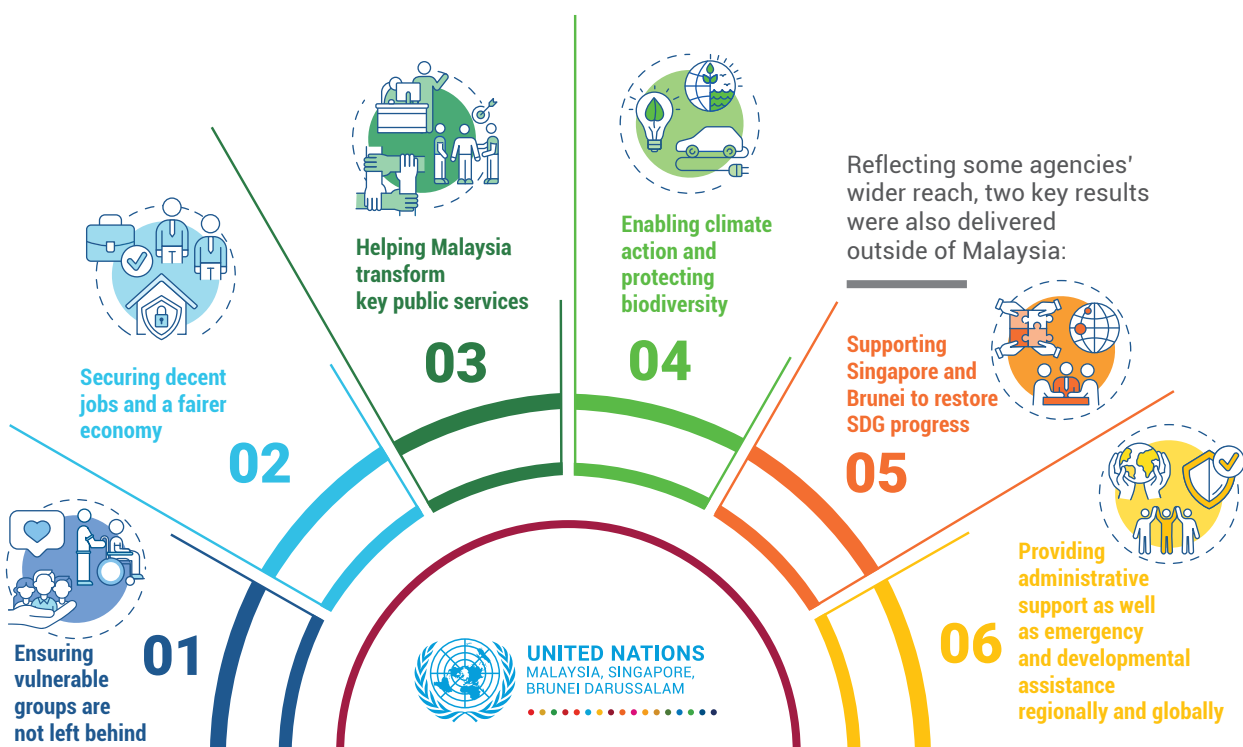 Ensuring
vulnerable
groups are
not left behind
01
Securing decent
jobs and a fairer
economy
02
Helping Malaysia
transform
key public services
03
Enabling climate
action and
protecting
biodiversity
04
Reflecting some agencies'
wider reach, two key results
were also delivered
outside of Malaysia:
Supporting
Singapore and
Brunei to restore
SDG progress
05
Providing
administrative
support as well
as emergency
and developmental
assistance
regionally and globally
06
UNITED NATIONS
MALAYSIA, SINGAPORE,
BRUNEI DARUSSALAM